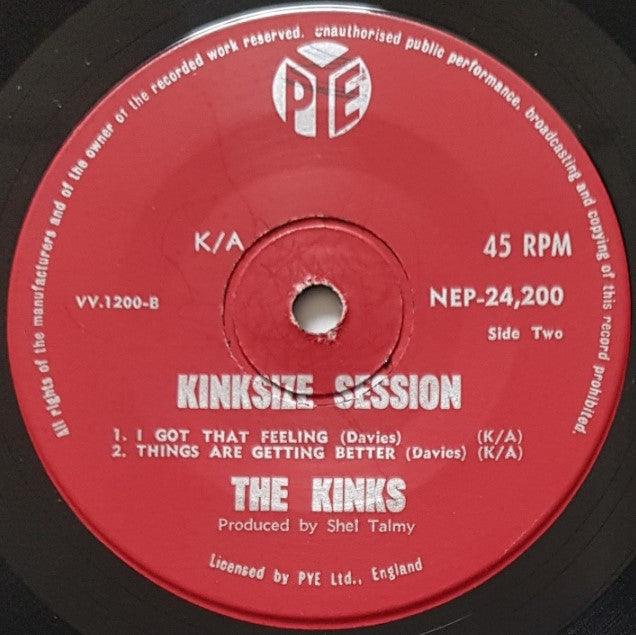 All rights of the manufacturers and of the owner of the recorded work reserved. Unauthorised public performance, broadcasting and copying of this record prohibited.
PYE
K/A
45 RPM
VV.1200-B
NEP-24,200
Side Two
KINKSIZE SESSION
1. I GOT THAT FEELING (Davies) (K/A)
2. THINGS ARE GETTING BETTER (Davies) (K/A)
THE KINKS
Produced by Shel Talmy
Licensed by PYE Ltd., England